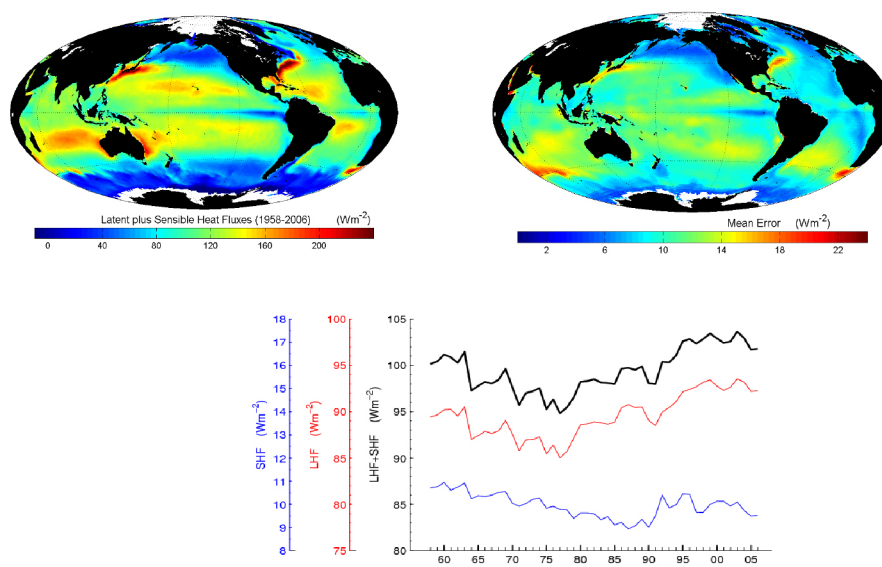 Latent plus Sensible Heat Fluxes (1958-2006) (Wm-2)
0 40 80 120 160 200
Mean Error (Wm-2)
2 6 10 14 18 22
SHF (Wm-2)
18
17
16
15
14
13
12
11
10
9
8
LHF (Wm-2)
100
95
90
85
80
75
LHF+SHF (Wm-2)
105
100
95
90
85
80
60 65 70 75 80 85 90 95 00 05